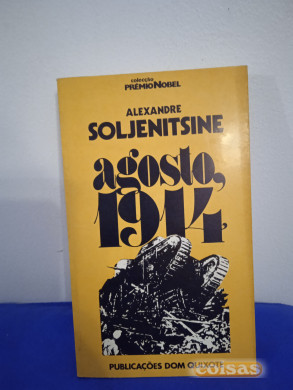 colecção
PRÉMIO NOBEL
ALEXANDRE
SOLJENITSINE
agosto,
1914
PUBLICAÇÕES DOM QUIXOTE
coisas